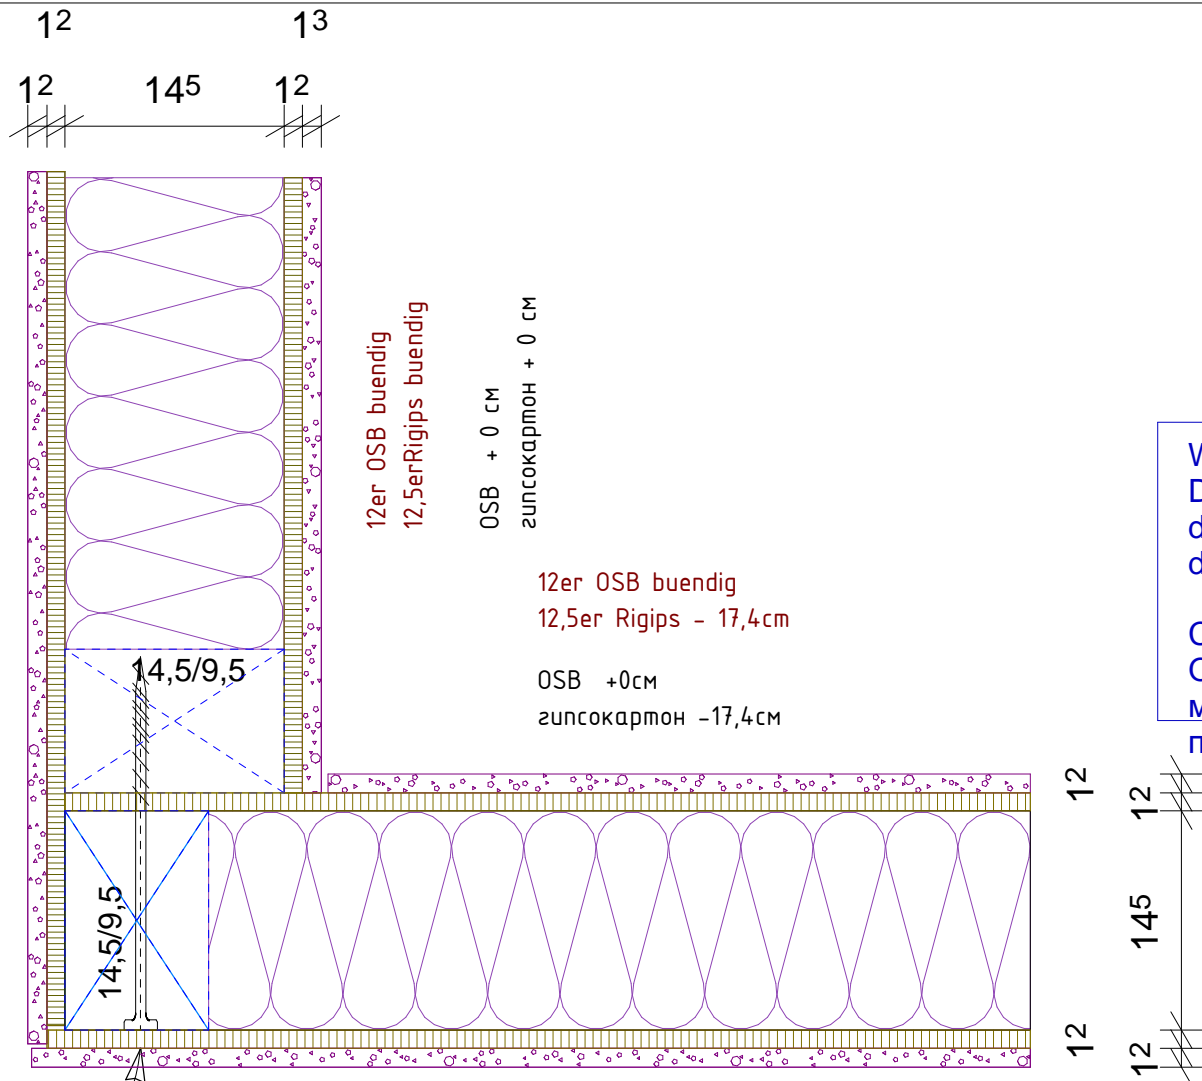 1² 1³
1² 14⁵ 1²
12er OSB buendig
12,5erRigips buendig
OSB + 0 см
гипсокартон + 0 см
12er OSB buendig
12,5er Rigips - 17,4cm
OSB +0см
гипсокартон -17,4см
14,5/9,5
14,5/9,5
1²
1²
14⁵
1²
1²